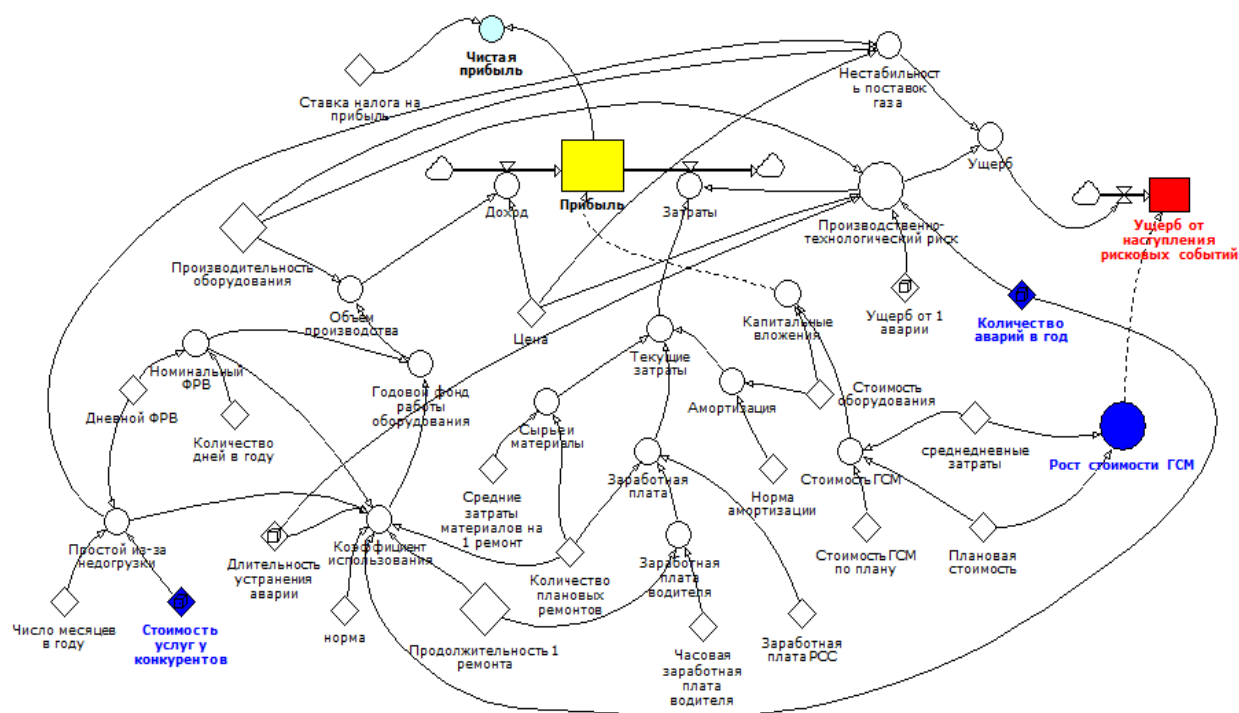 Чистая
прибыль
Ставка налога на
прибыль
Нестабильност
ь поставок
газа
Ущерб
Доход
Прибыль
Затраты
Производственно-
технологический риск
Ущерб от
наступления
рисковых событий
Производительность
оборудования
Объем
производства
Цена
Капитальные
вложения
Ущерб от 1
аварии
Количество
аварий в год
Номинальный
ФРВ
Дневной ФРВ
Количество
дней в году
Годовой фонд
работы
оборудования
Текущие
затраты
Амортизация
Стоимость
оборудования
Сырье и
материалы
среднедневные
затраты
Рост стоимости ГСМ
Средние
затраты
материалов на
1 ремонт
Заработная
плата
Норма
амортизации
Стоимость ГСМ
Простой из-за
недогрузки
Длительность
устранения
аварии
Коэффициент
использования
Количество
плановых
ремонтов
Заработная
плата
водителя
Стоимость ГСМ
по плану
Плановая
стоимость
Число месяцев
в году
Стоимость
услуг у
конкурентов
норма
Продолжительность 1
ремонта
Часовая
заработная
плата
водителя
Заработная
плата РСС